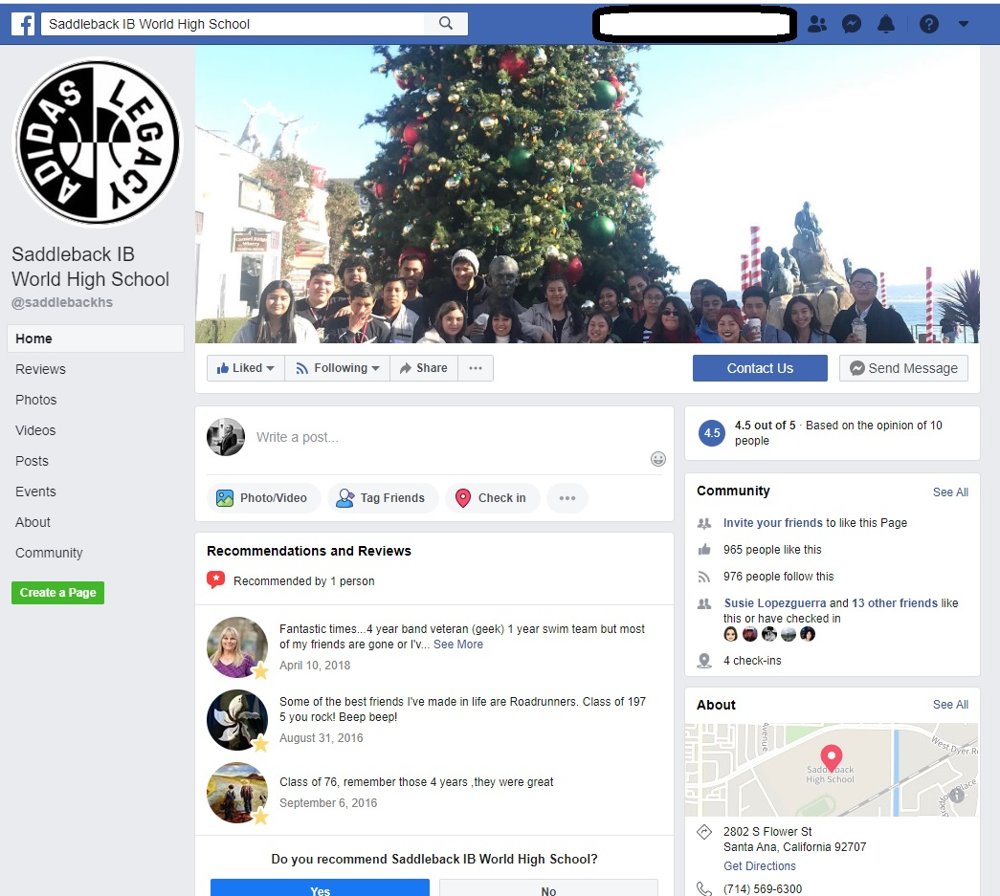 Saddleback IB World High School
ADIDAS LEGACY
Saddleback IB
World High School
@saddlebackhs
Home
Reviews
Photos
Videos
Posts
Events
About
Community
Create a Page
Liked
Following
Share
Contact Us
Send Message
Write a post...
Photo/Video
Tag Friends
Check in
Recommendations and Reviews
Recommended by 1 person
Fantastic times...4 year band veteran (geek) 1 year swim team but most
of my friends are gone or I'v... See More
April 10, 2018
Some of the best friends I've made in life are Roadrunners. Class of 197
5 you rock! Beep beep!
August 31, 2016
Class of 76, remember those 4 years ,they were great
September 6, 2016
Do you recommend Saddleback IB World High School?
Yes
No
4.5
4.5 out of 5 · Based on the opinion of 10
people
Community
See All
Invite your friends to like this Page
965 people like this
976 people follow this
Susie Lopezguerra and 13 other friends like
this or have checked in
4 check-ins
About
See All
Avenue
West Dyer R
Saddleback
High School
Place
2802 S Flower St
Santa Ana, California 92707
Get Directions
(714) 569-6300